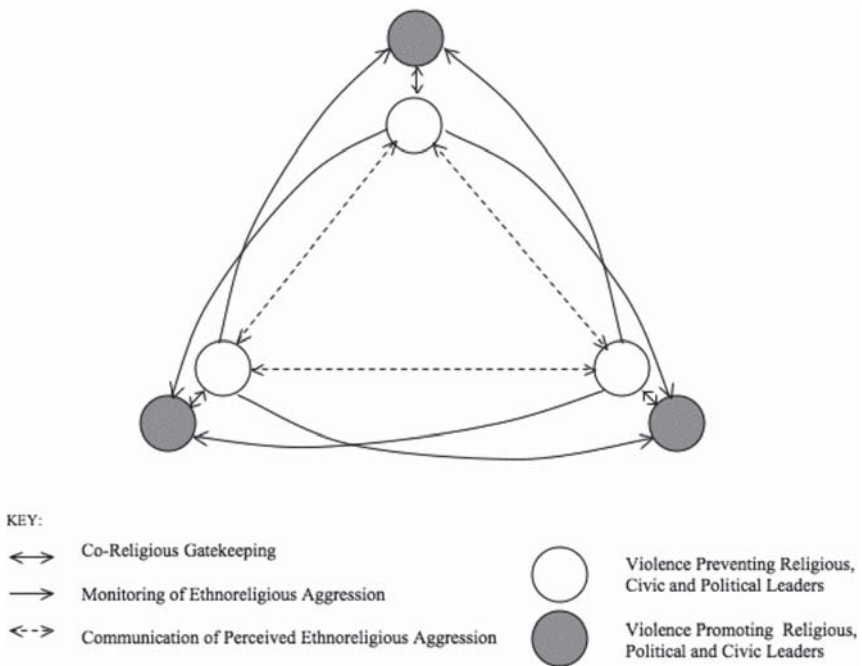 KEY:
Co-Religious Gatekeeping
Monitoring of Ethnoreligious Aggression
Communication of Perceived Ethnoreligious Aggression
Violence Preventing Religious,
Civic and Political Leaders
Violence Promoting Religious,
Political and Civic Leaders